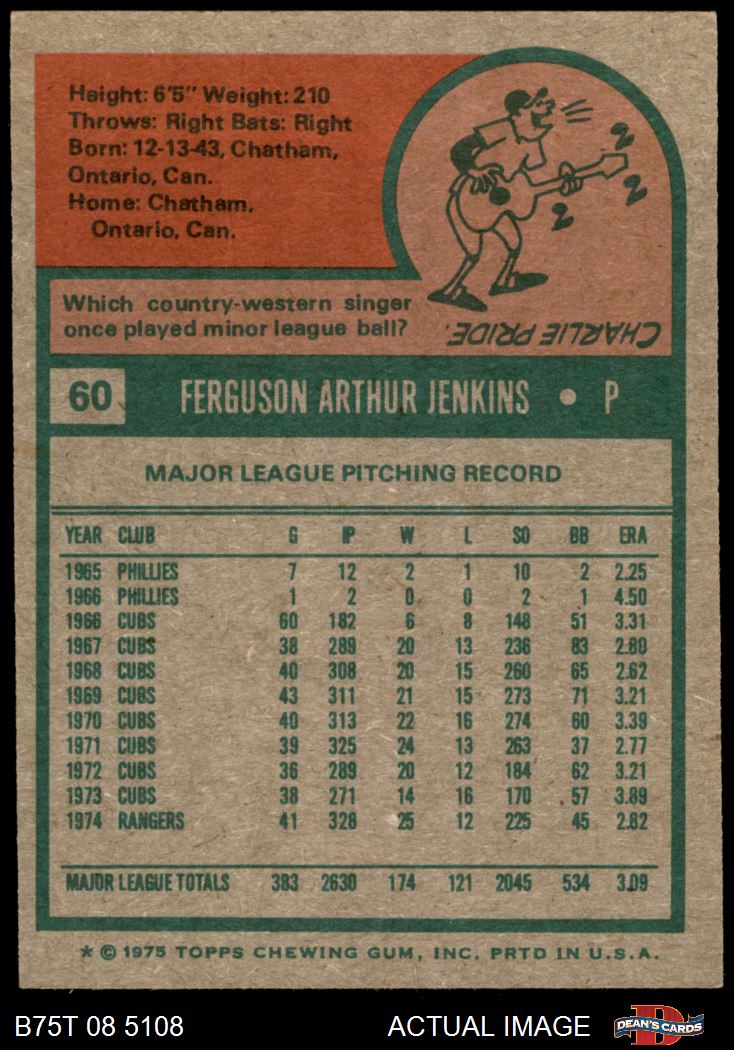 Height: 6'5" Weight: 210
Throws: Right Bats: Right
Born: 12-13-43, Chatham,
Ontario, Can.
Home: Chatham,
Ontario, Can.
Z
Z
Z
Which country-western singer
once played minor league ball?
CHARLIE PRIDE.
60 FERGUSON ARTHUR JENKINS • P
MAJOR LEAGUE PITCHING RECORD
YEAR CLUB G IP W L SO BB ERA
1965 PHILLIES 7 12 2 1 10 2 2.25
1966 PHILLIES 1 2 0 0 2 1 4.50
1966 CUBS 60 182 6 8 148 51 3.31
1967 CUBS 38 289 20 13 236 83 2.80
1968 CUBS 40 308 20 15 260 65 2.62
1969 CUBS 43 311 21 15 273 71 3.21
1970 CUBS 40 313 22 16 274 60 3.39
1971 CUBS 39 325 24 13 263 37 2.77
1972 CUBS 36 289 20 12 184 62 3.21
1973 CUBS 38 271 14 16 170 57 3.89
1974 RANGERS 41 328 25 12 225 45 2.82
MAJOR LEAGUE TOTALS 383 2630 174 121 2045 534 3.09
* © 1975 TOPPS CHEWING GUM, INC. PRTD IN U.S.A.
B75T 08 5108 ACTUAL IMAGE D DEAN'S CARDS